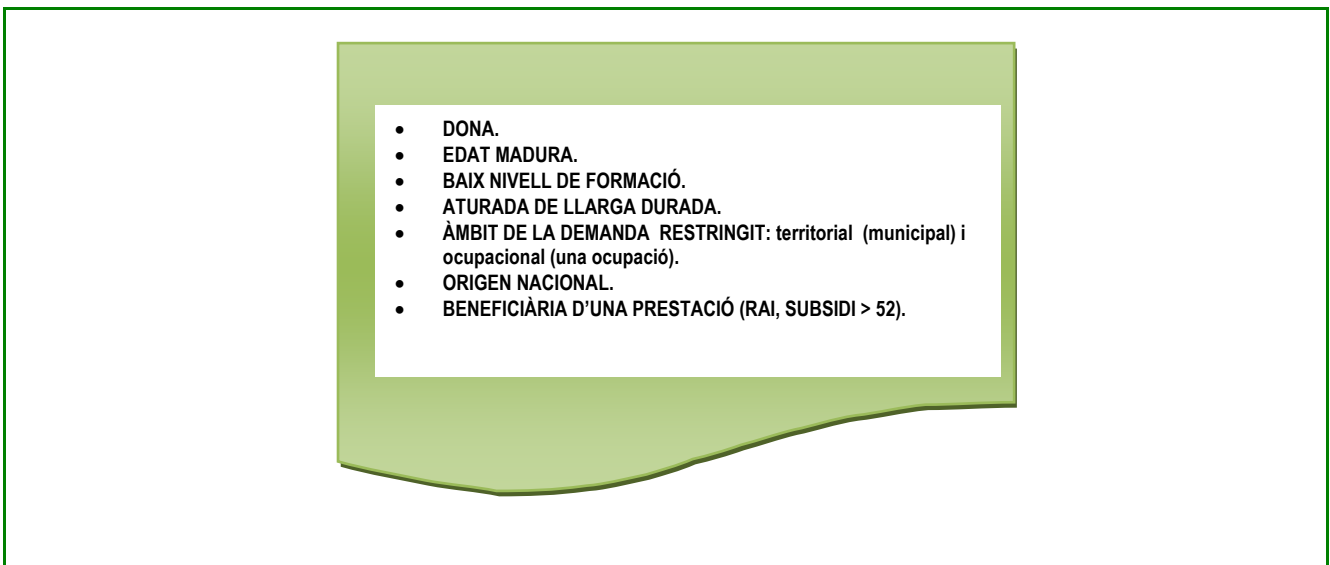 • DONA.
• EDAT MADURA.
• BAIX NIVELL DE FORMACIÓ.
• ATURADA DE LLARGA DURADA.
• ÀMBIT DE LA DEMANDA RESTRINGIT: territorial (municipal) i
ocupacional (una ocupació).
• ORIGEN NACIONAL.
• BENEFICIÀRIA D’UNA PRESTACIÓ (RAI, SUBSIDI > 52).